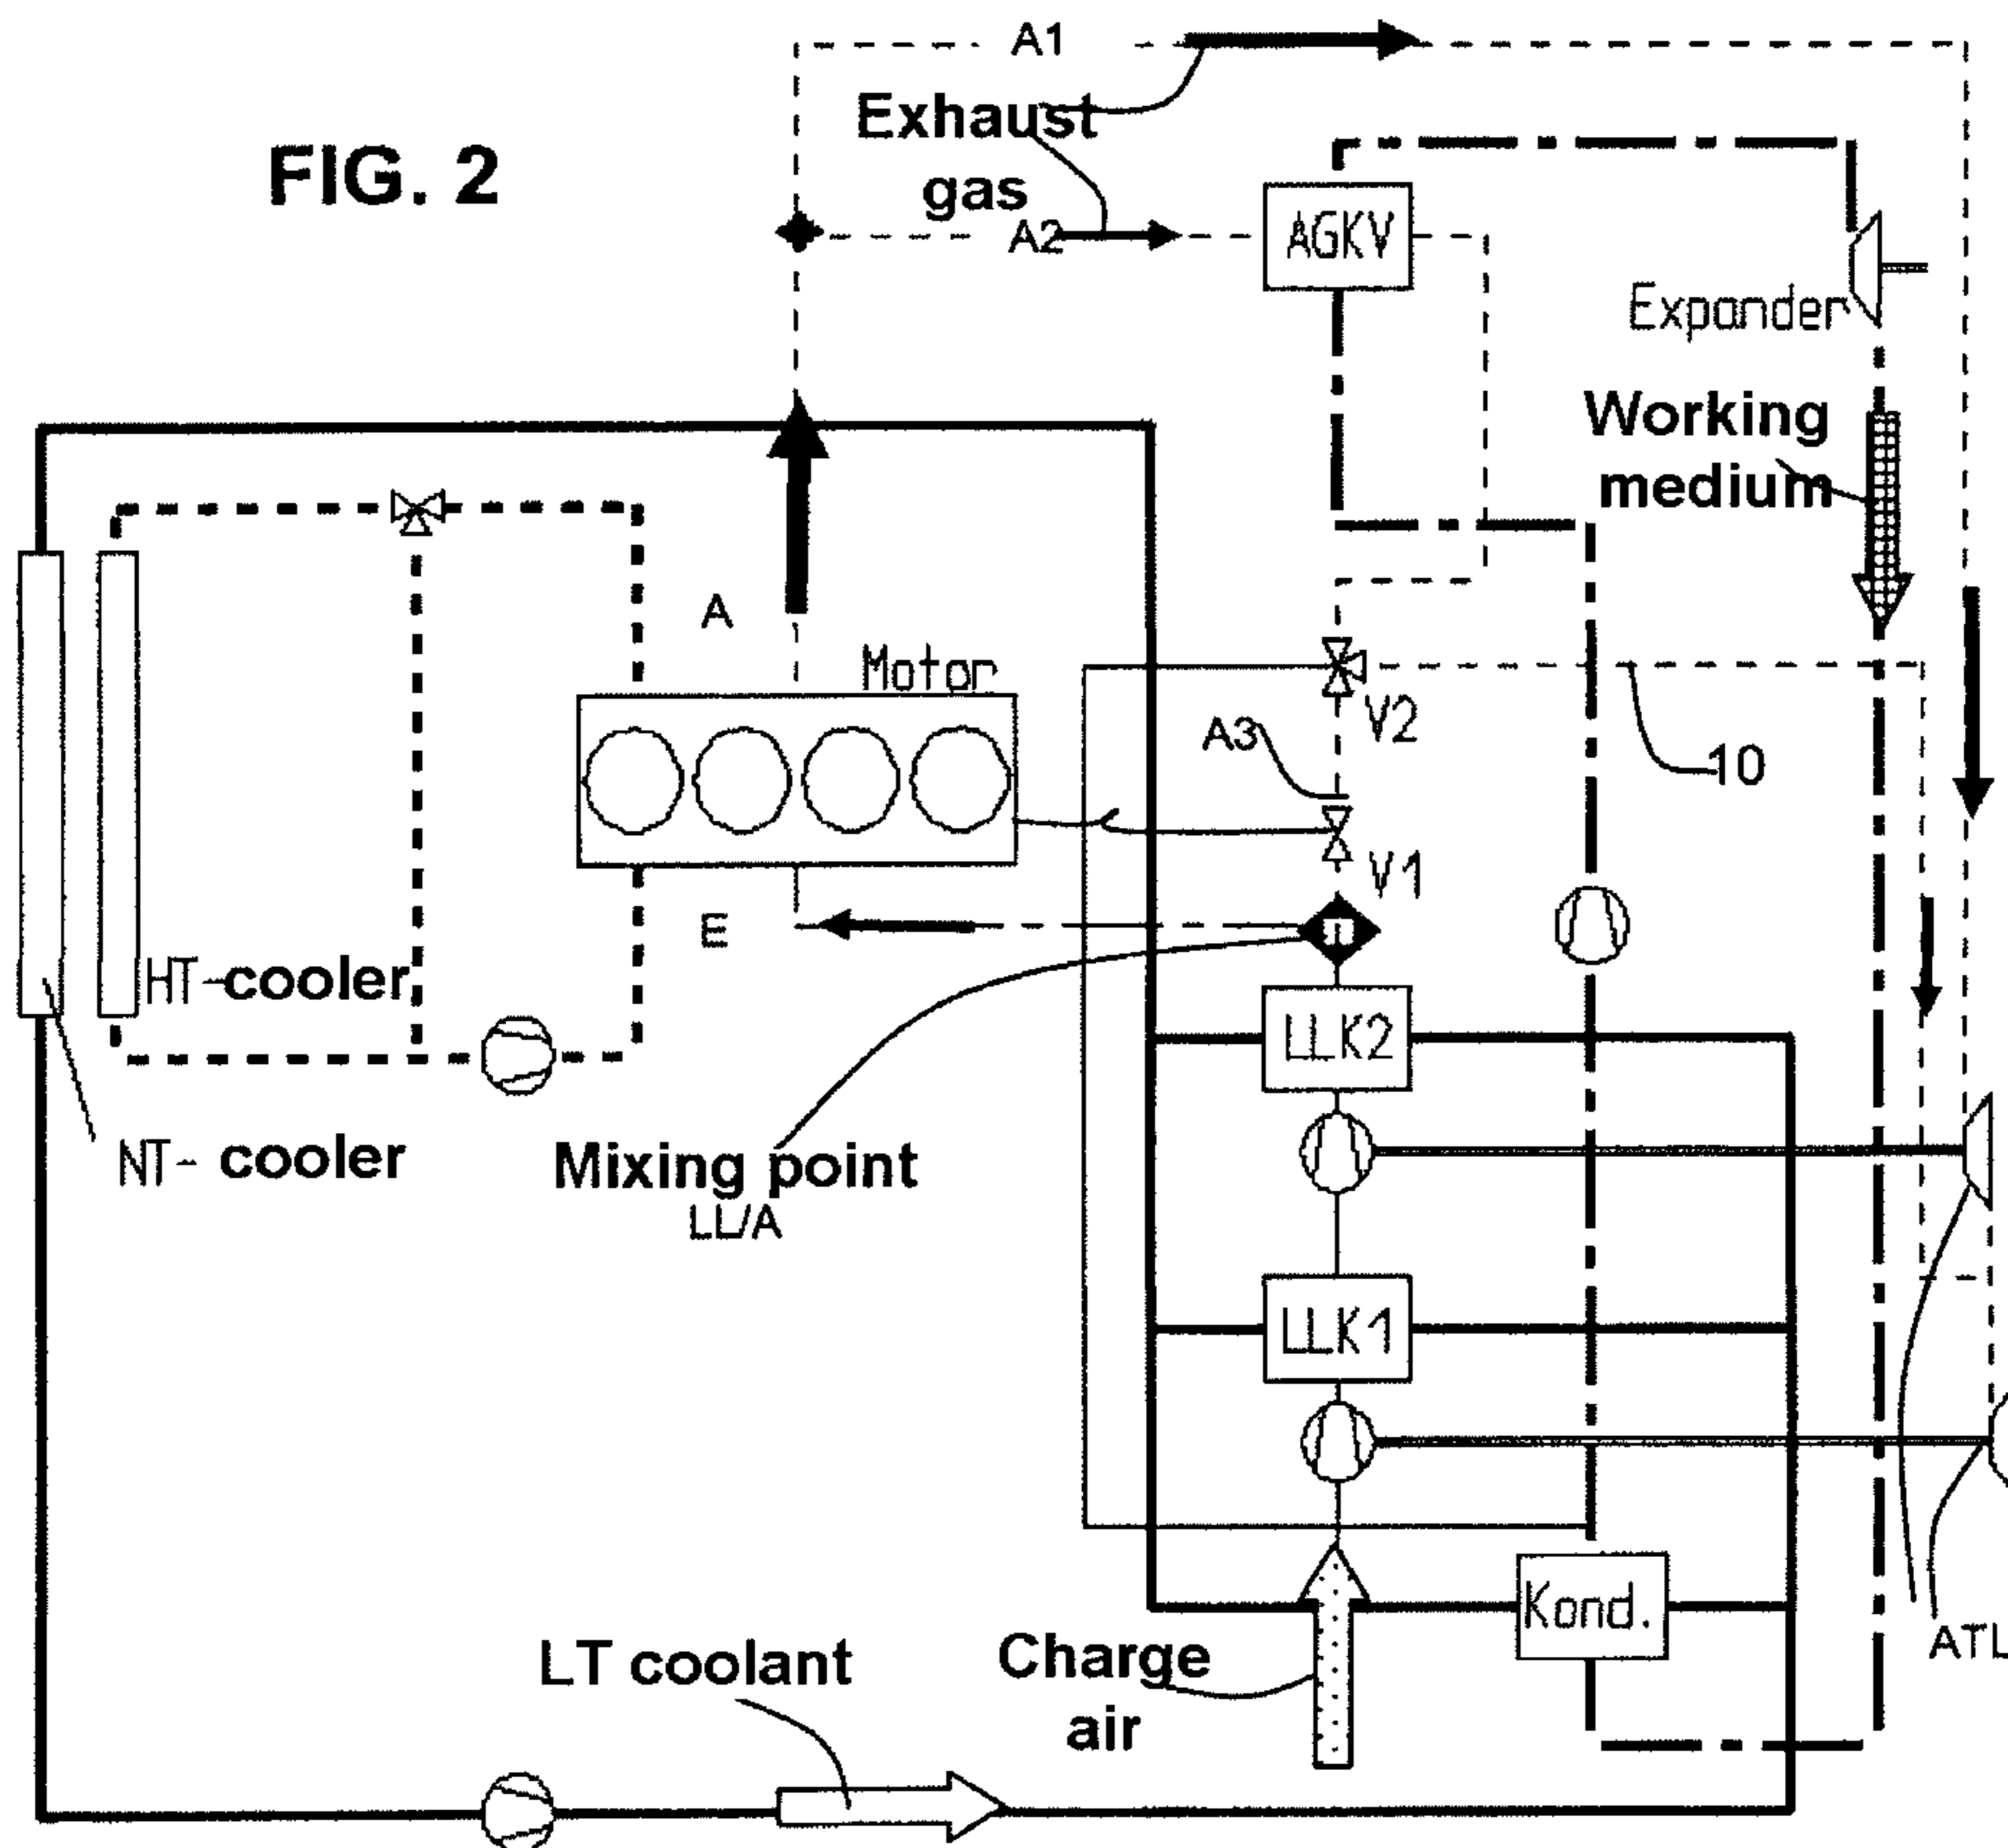 A1
Exhaust
gas
FIG. 2
A2
AGKV
Expander
Working
medium
A
Motor
V2
A3
10
V1
E
HT-cooler
LLK2
NT- cooler
Mixing point
LL/A
LLK1
Kond.
ATL
LT coolant
Charge
air